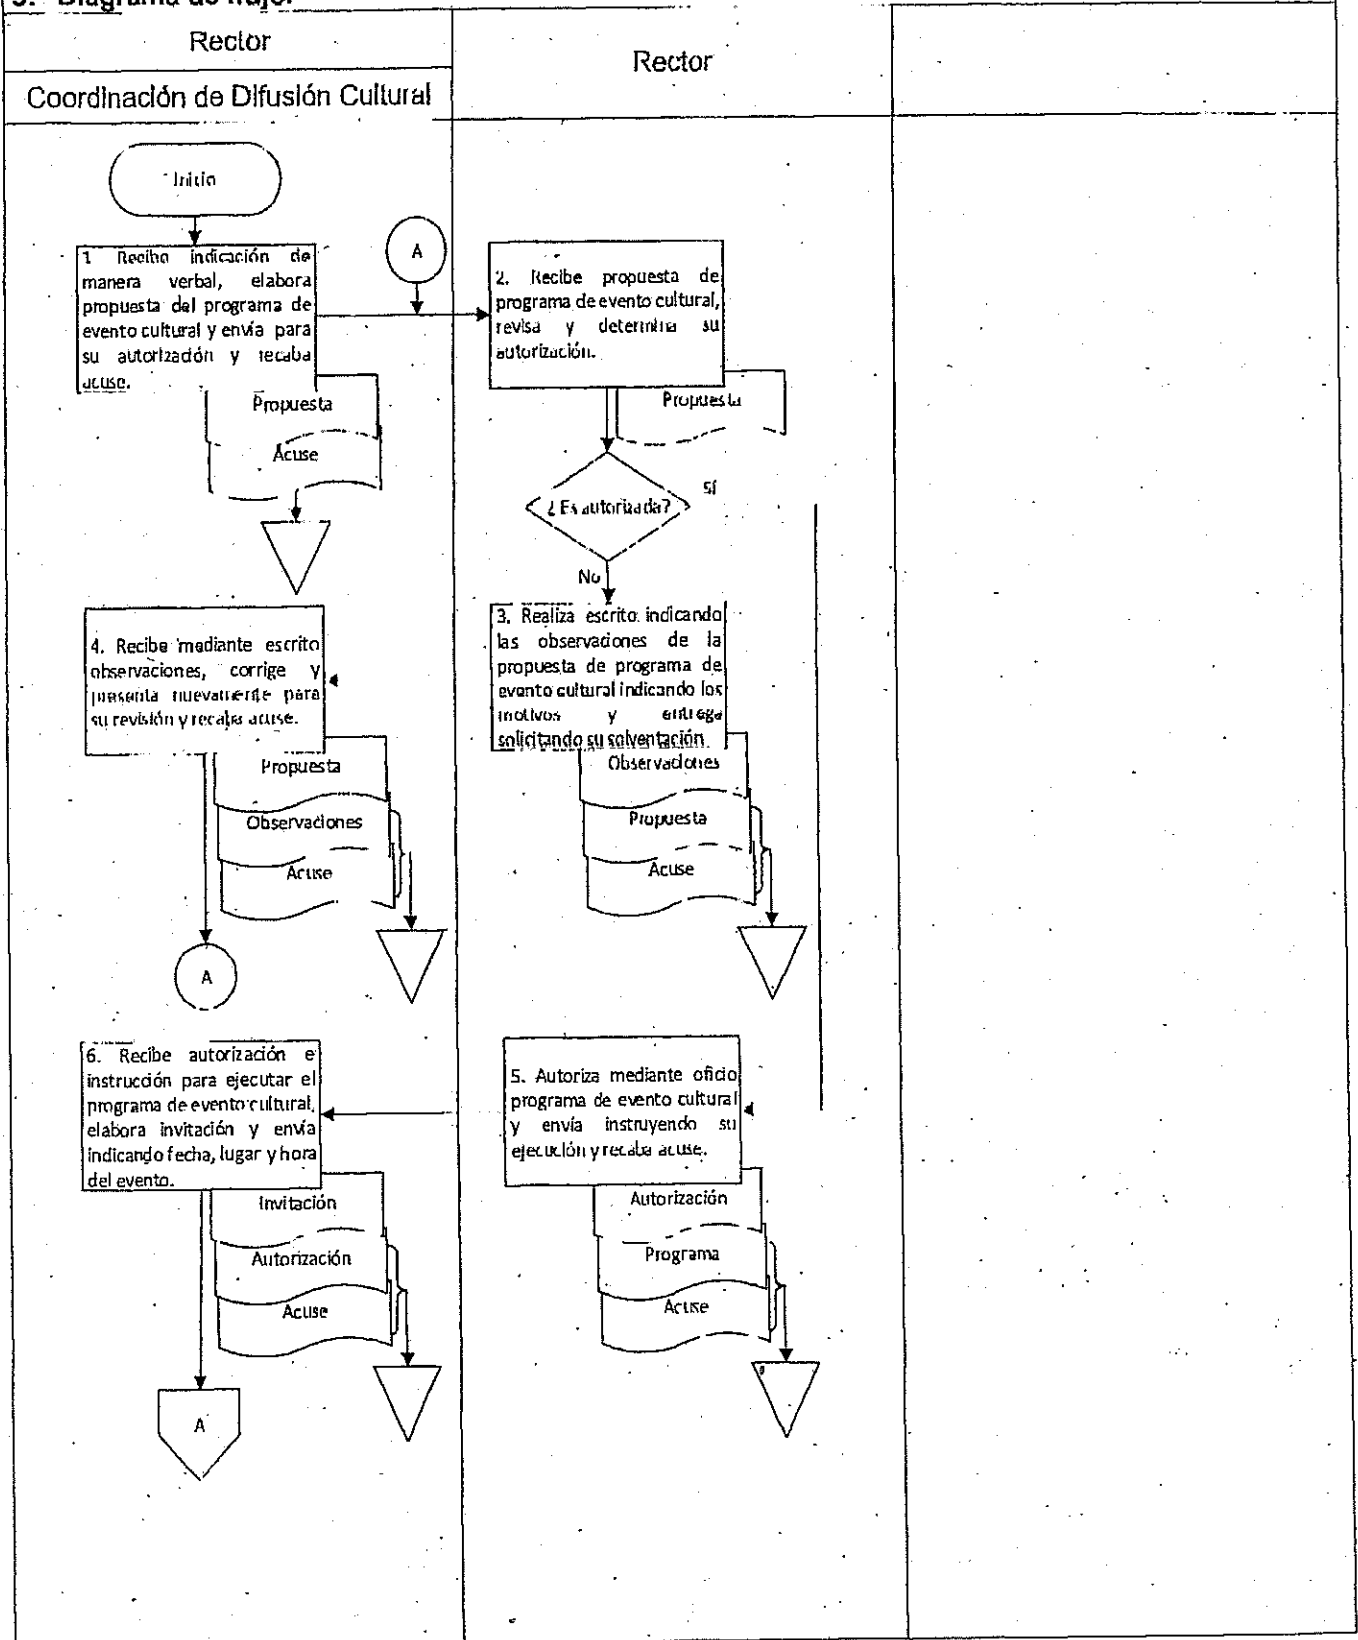 Diagrama de flujo.
Rector
Rector
Coordinación de Difusión Cultural
Inicio
A
1 Recibe indicación de
manera verbal, elabora
propuesta del programa de
evento cultural y envía para
su autorización y recaba
acuse.
Propuesta
Acuse
2. Recibe propuesta de
programa de evento cultural,
revisa y determina su
autorización.
Propuesta
¿Es autorizada?
Sí
No
3. Realiza escrito indicando
las observaciones de la
propuesta de programa de
evento cultural indicando los
motivos y entrega
solicitando su solventación.
Observaciones
Propuesta
Acuse
4. Recibe mediante escrito
observaciones, corrige y
presenta nuevamente para
su revisión y recaba acuse.
Propuesta
Observaciones
Acuse
A
5. Autoriza mediante oficio
programa de evento cultural
y envía instruyendo su
ejecución y recaba acuse.
Autorización
Programa
Acuse
6. Recibe autorización e
instrucción para ejecutar el
programa de evento cultural,
elabora invitación y envía
indicando fecha, lugar y hora
del evento.
Invitación
Autorización
Acuse
A